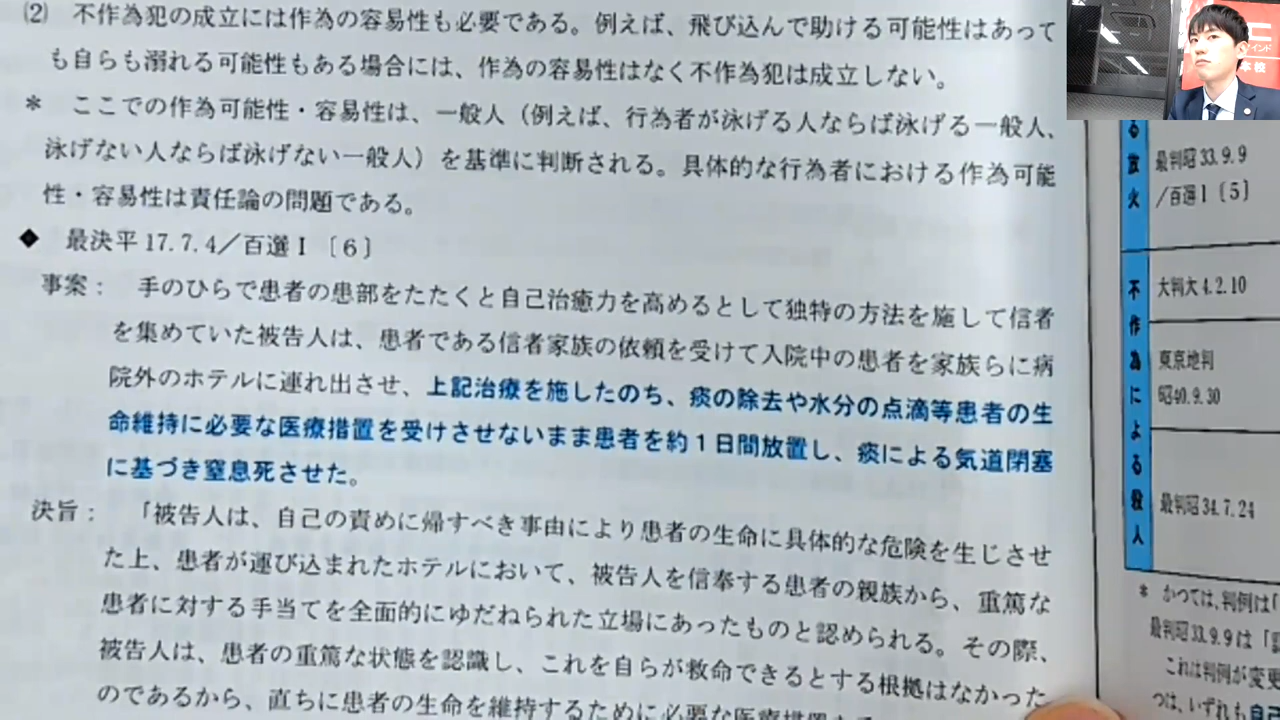 (2) 不作為犯の成立には作為の容易性も必要である。例えば、飛び込んで助ける可能性はあって
も自らも溺れる可能性もある場合には、作為の容易性はなく不作為犯は成立しない。
* ここでの作為可能性・容易性は、一般人（例えば、行為者が泳げる人ならば泳げる一般人、
泳げない人ならば泳げない一般人）を基準に判断される。具体的な行為者における作為可能
性・容易性は責任論の問題である。
◆ 最決平17.7.4／百選Ⅰ〔6〕
事案： 手のひらで患者の患部をたたくと自己治癒力を高めるとして独特の方法を施して信者
を集めていた被告人は、患者である信者家族の依頼を受けて入院中の患者を家族らに病
院外のホテルに連れ出させ、上記治療を施したのち、痰の除去や水分の点滴等患者の生
命維持に必要な医療措置を受けさせないまま患者を約1日間放置し、痰による気道閉塞
に基づき窒息死させた。
決旨： 「被告人は、自己の責めに帰すべき事由により患者の生命に具体的な危険を生じさせ
た上、患者が運び込まれたホテルにおいて、被告人を信奉する患者の親族から、重篤な
患者に対する手当てを全面的にゆだねられた立場にあったものと認められる。その際、
被告人は、患者の重篤な状態を認識し、これを自らが救命できるとする根拠はなかった
のであるから、直ちに患者の生命を維持するために必要な医療措置
る放火
最判昭33.9.9
／百選Ⅰ〔5〕
不作為による殺人
大判大4.2.10
東京地判
昭40.9.30
最判昭34.7.24
* かつては、判例は「
最判昭33.9.9は「
これは判例が変更
つは、いずれも自己
本校